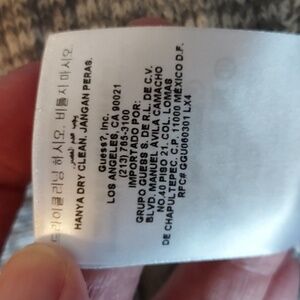 드라이클리닝 하시오. 비틀지 마시오.
HANYA DRY CLEAN. JANGAN PERAS.
Guess?, Inc.
LOS ANGELES, CA 90021
(213) 765-3100
IMPORTADO POR:
GRUPO GUESS S. DE R.L. DE C.V.
BLVD. MANUEL AVILA CAMACHO
NO.40 PISO 21. COL. LOMAS
DE CHAPULTEPEC. C.P. 11000 MEXICO D.F.
RFC# GGU060301 LX4